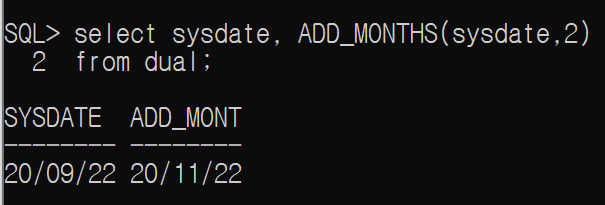 SQL> select sysdate, ADD_MONTHS(sysdate,2)
  2  from dual;
SYSDATE  ADD_MONT
-------- --------
20/09/22 20/11/22